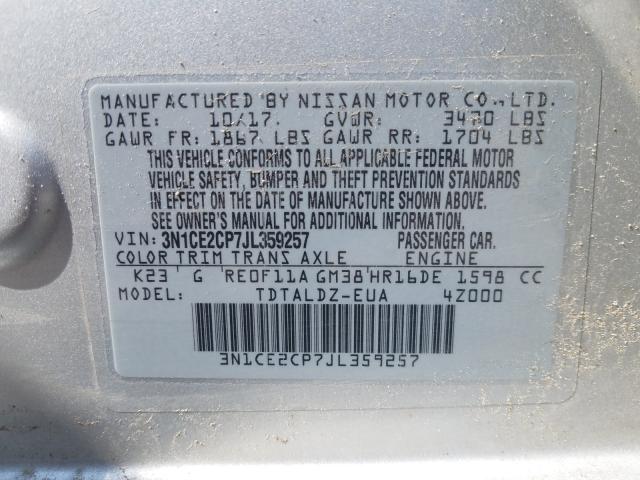 MANUFACTURED BY NISSAN MOTOR CO., LTD.
DATE: 10/17. GVWR: 3490 LBS
GAWR FR: 1867 LBS GAWR RR: 1704 LBS
THIS VEHICLE CONFORMS TO ALL APPLICABLE FEDERAL MOTOR
VEHICLE SAFETY, BUMPER AND THEFT PREVENTION STANDARDS
IN EFFECT ON THE DATE OF MANUFACTURE SHOWN ABOVE.
SEE OWNER'S MANUAL FOR ADDITIONAL INFORMATION.
VIN: 3N1CE2CP7JL359257 PASSENGER CAR.
COLOR TRIM TRANS AXLE ENGINE
K23 G RE0F11A GM38 HR16DE 1598 CC
MODEL: TDTALDZ-EUA 4Z000
3N1CE2CP7JL359257